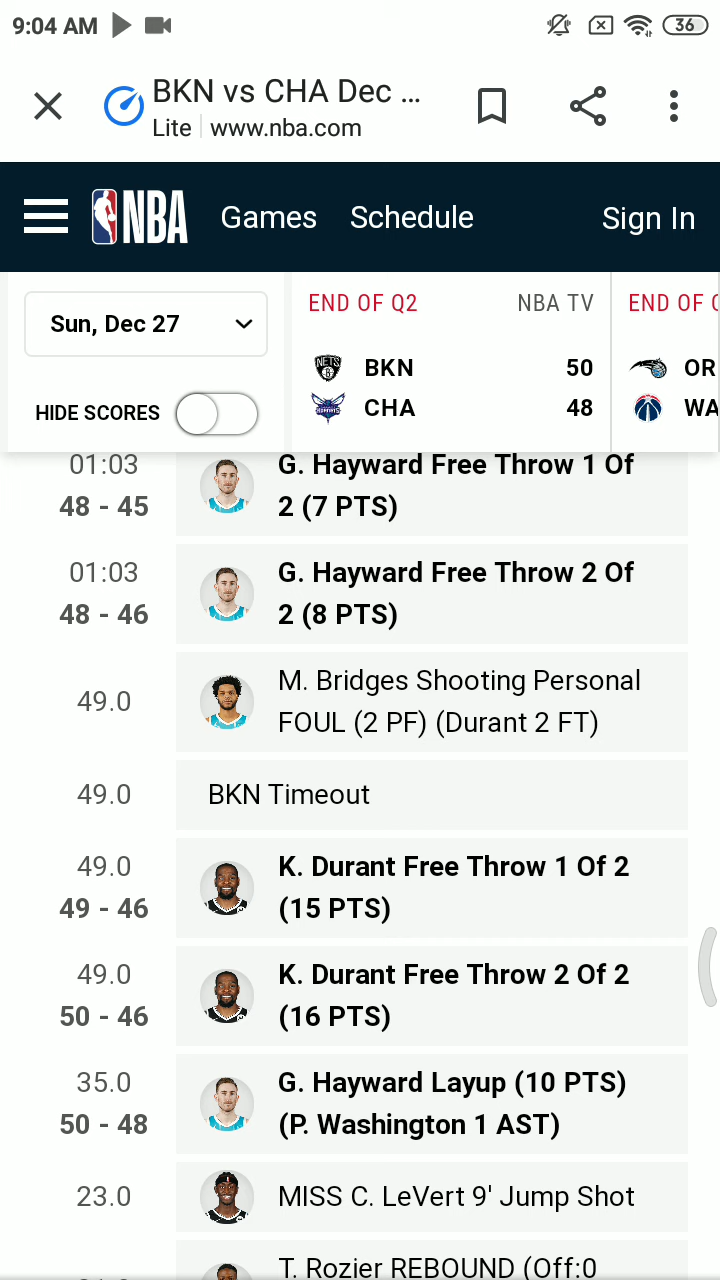 9:04 AM
36
BKN vs CHA Dec ...
Lite www.nba.com
NBA Games Schedule Sign In
Sun, Dec 27
HIDE SCORES
END OF Q2 NBA TV
BKN 50
CHA 48
END OF
OR
WA
01:03
48 - 45
G. Hayward Free Throw 1 Of
2 (7 PTS)
01:03
48 - 46
G. Hayward Free Throw 2 Of
2 (8 PTS)
49.0
M. Bridges Shooting Personal
FOUL (2 PF) (Durant 2 FT)
49.0
BKN Timeout
49.0
49 - 46
K. Durant Free Throw 1 Of 2
(15 PTS)
49.0
50 - 46
K. Durant Free Throw 2 Of 2
(16 PTS)
35.0
50 - 48
G. Hayward Layup (10 PTS)
(P. Washington 1 AST)
23.0
MISS C. LeVert 9' Jump Shot
T. Rozier REBOUND (Off:0